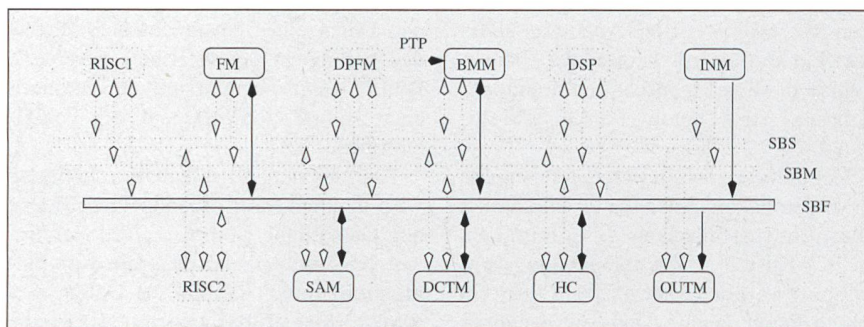 PTP
RISC1 FM DPFM BMM DSP INM
SBS
SBM
SBF
RISC2 SAM DCTM HC OUTM